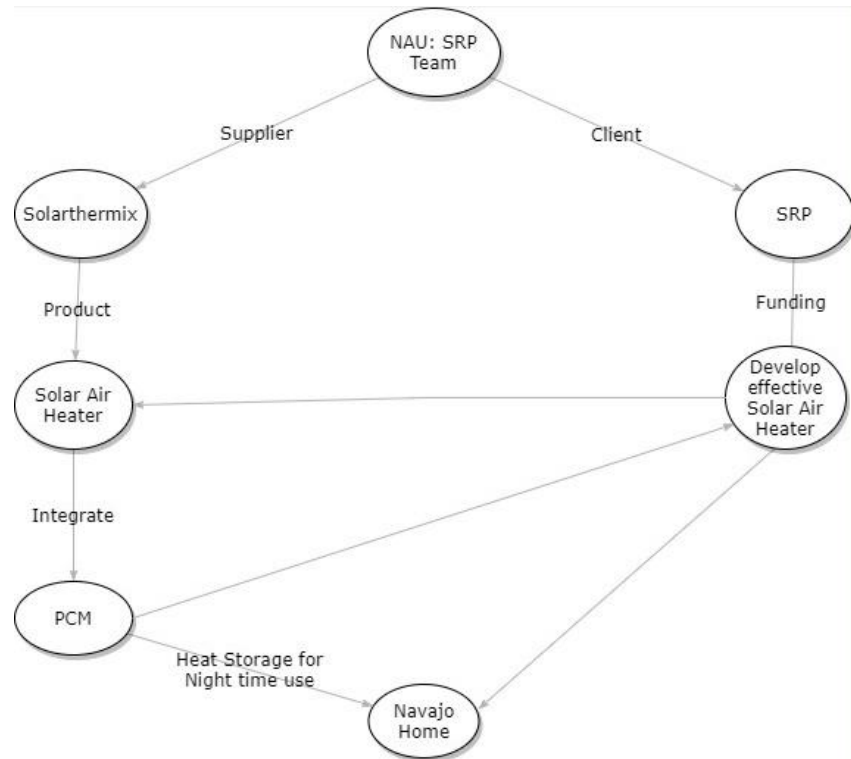 NAU: SRP
Team
Supplier
Client
Solarthermix
SRP
Product
Funding
Solar Air
Heater
Develop
effective
Solar Air
Heater
Integrate
PCM
Heat Storage for
Night time use
Navajo
Home